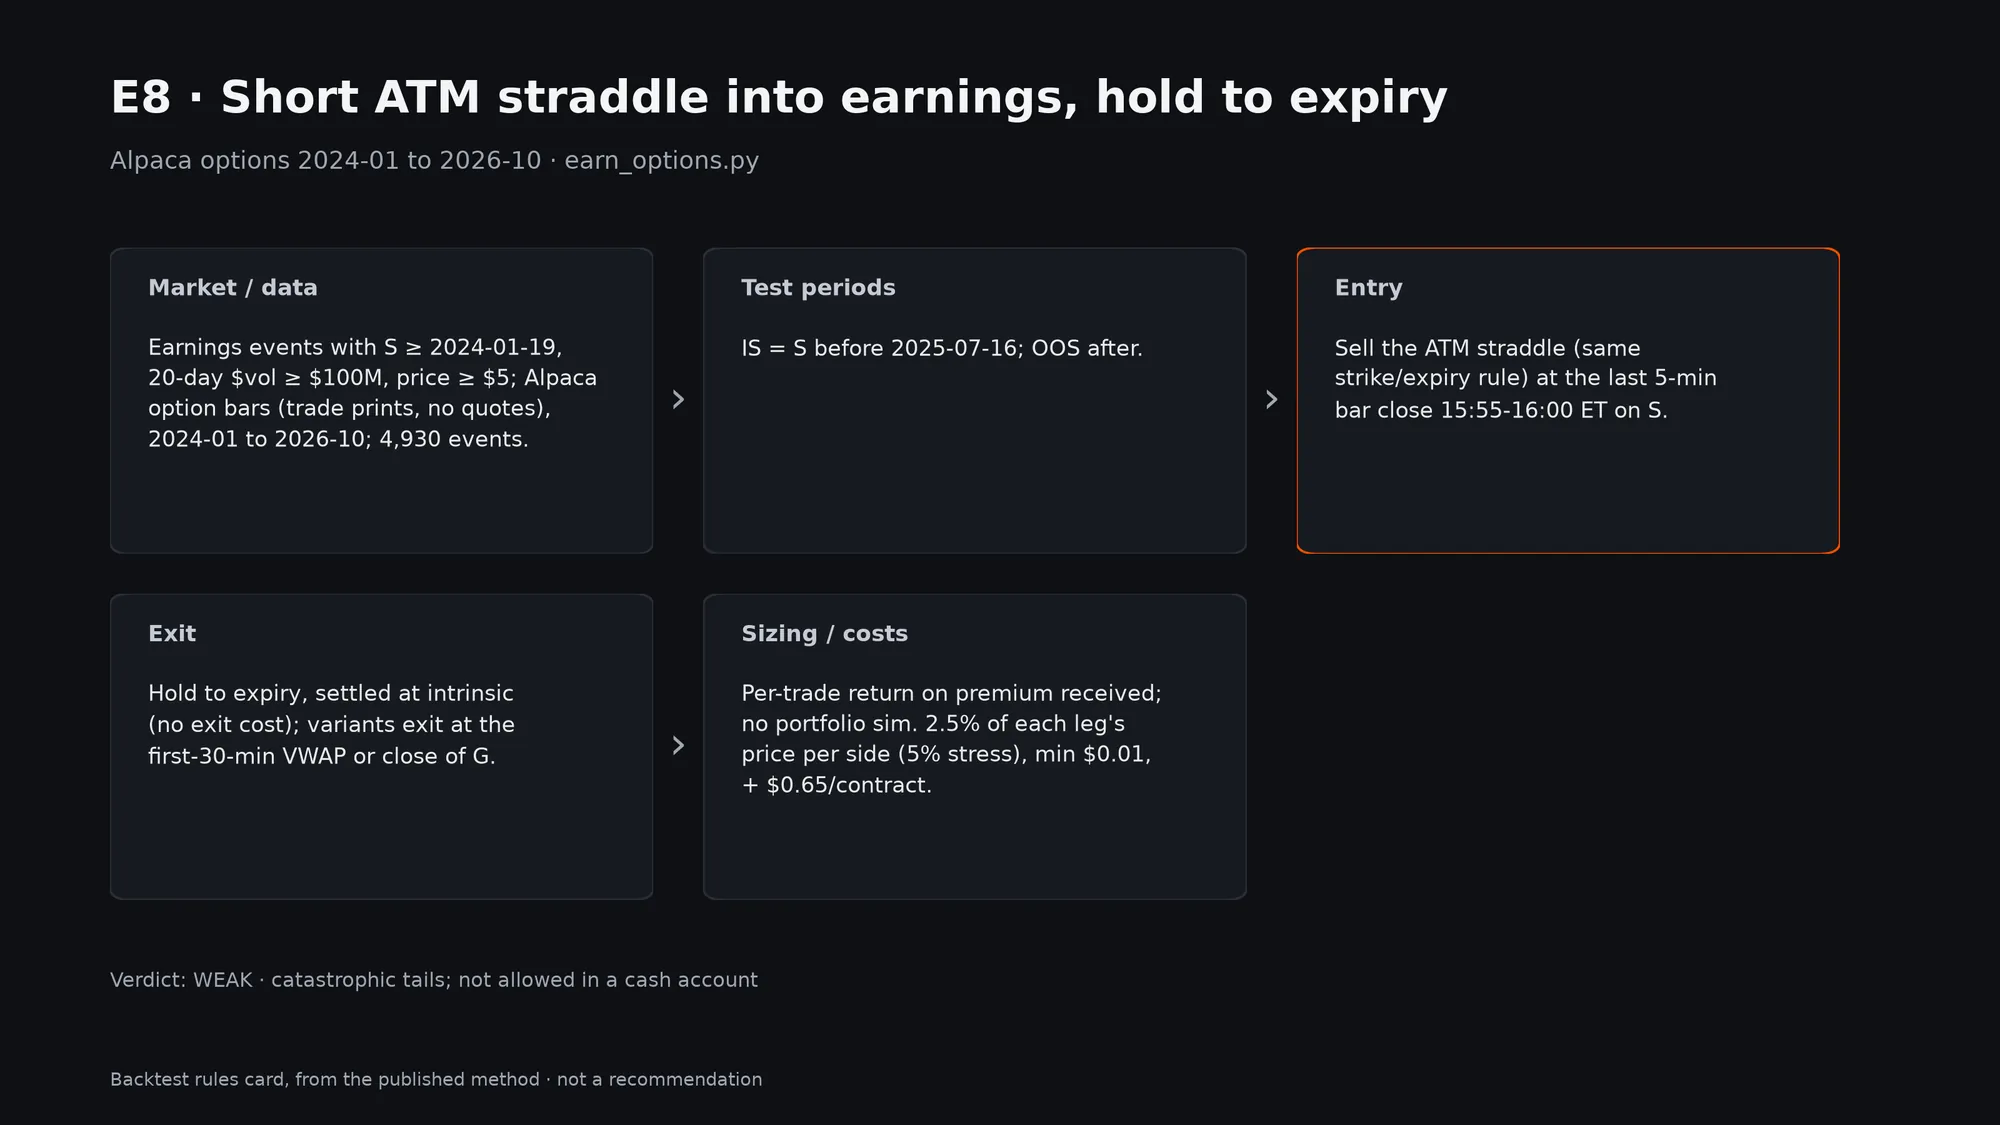 E8 · Short ATM straddle into earnings, hold to expiry
Alpaca options 2024-01 to 2026-10 · earn_options.py
Market / data
Earnings events with S ≥ 2024-01-19,
20-day $vol ≥ $100M, price ≥ $5; Alpaca
option bars (trade prints, no quotes),
2024-01 to 2026-10; 4,930 events.
›
Test periods
IS = S before 2025-07-16; OOS after.
›
Entry
Sell the ATM straddle (same
strike/expiry rule) at the last 5-min
bar close 15:55-16:00 ET on S.
Exit
Hold to expiry, settled at intrinsic
(no exit cost); variants exit at the
first-30-min VWAP or close of G.
›
Sizing / costs
Per-trade return on premium received;
no portfolio sim. 2.5% of each leg's
price per side (5% stress), min $0.01,
+ $0.65/contract.
Verdict: WEAK · catastrophic tails; not allowed in a cash account
Backtest rules card, from the published method · not a recommendation